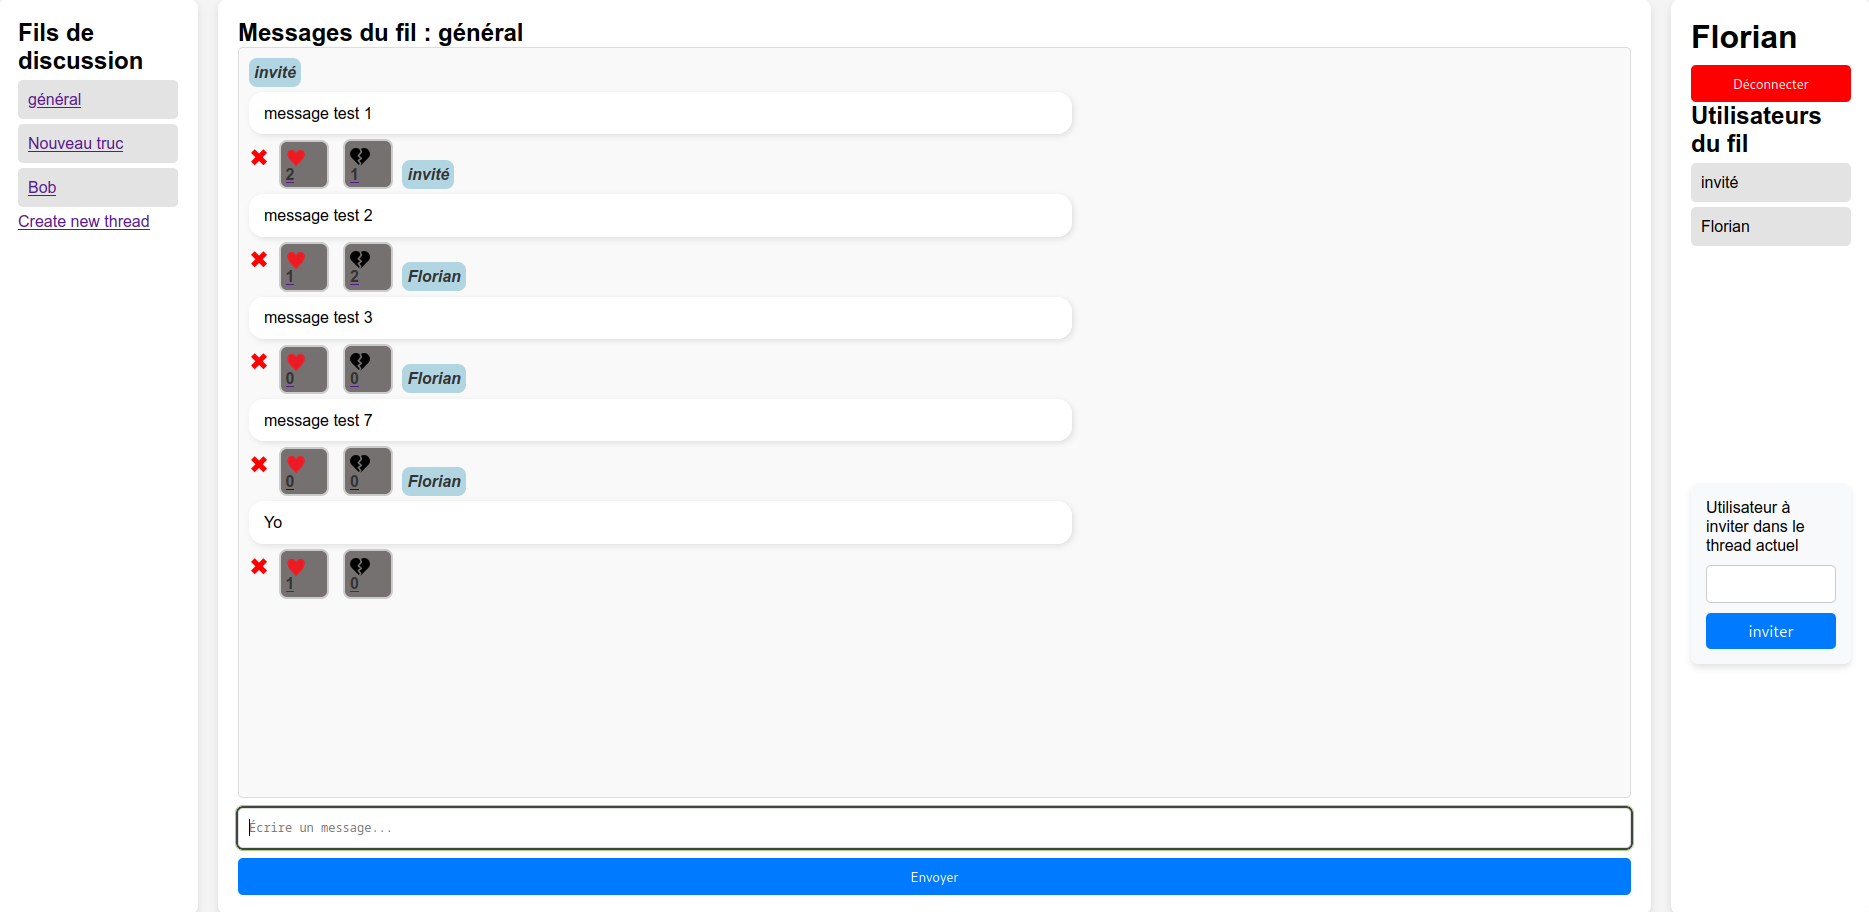 Fils de
discussion
général
Nouveau truc
Bob
Create new thread
Messages du fil : général
invité
message test 1
✖ 2 1 invité
message test 2
✖ 1 2 Florian
message test 3
✖ 0 0 Florian
message test 7
✖ 0 0 Florian
Yo
✖ 1 0
Écrire un message...
Envoyer
Florian
Déconnecter
Utilisateurs
du fil
invité
Florian
Utilisateur à
inviter dans le
thread actuel
inviter